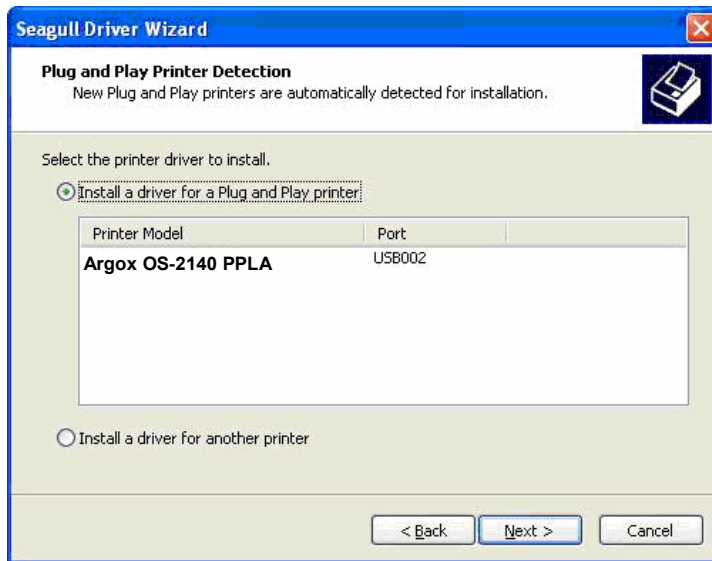 Seagull Driver Wizard
Plug and Play Printer Detection
New Plug and Play printers are automatically detected for installation.
Select the printer driver to install.
Install a driver for a Plug and Play printer
Printer Model Port
Argox OS-2140 PPLA USB002
Install a driver for another printer
< Back Next > Cancel